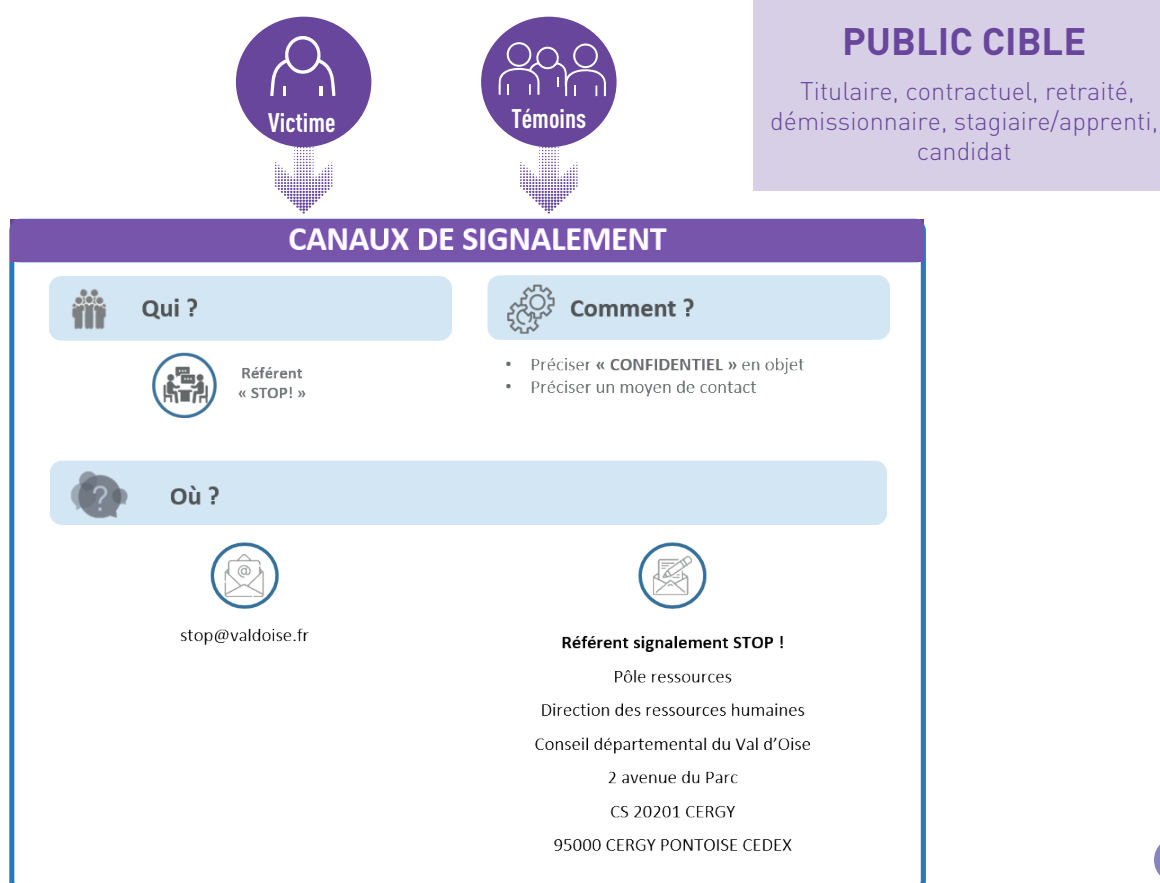 Victime
Témoins
PUBLIC CIBLE
Titulaire, contractuel, retraité,
démissionnaire, stagiaire/apprenti,
candidat
CANAUX DE SIGNALEMENT
Qui ?
Référent
« STOP! »
Comment ?
• Préciser « CONFIDENTIEL » en objet
• Préciser un moyen de contact
Où ?
stop@valdoise.fr
Référent signalement STOP !
Pôle ressources
Direction des ressources humaines
Conseil départemental du Val d’Oise
2 avenue du Parc
CS 20201 CERGY
95000 CERGY PONTOISE CEDEX